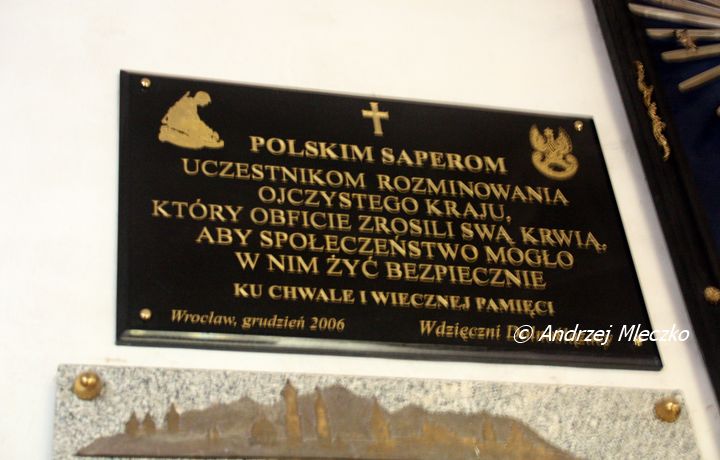 POLSKIM SAPEROM
UCZESTNIKOM ROZMINOWANIA
OJCZYSTEGO KRAJU,
KTÓRY OBFICIE ZROSILI SWĄ KRWIĄ,
ABY SPOŁECZEŃSTWO MOGŁO
W NIM ŻYĆ BEZPIECZNIE
KU CHWALE I WIECZNEJ PAMIĘCI
Wrocław, grudzień 2006 Wdzięczni
© Andrzej Mleczko